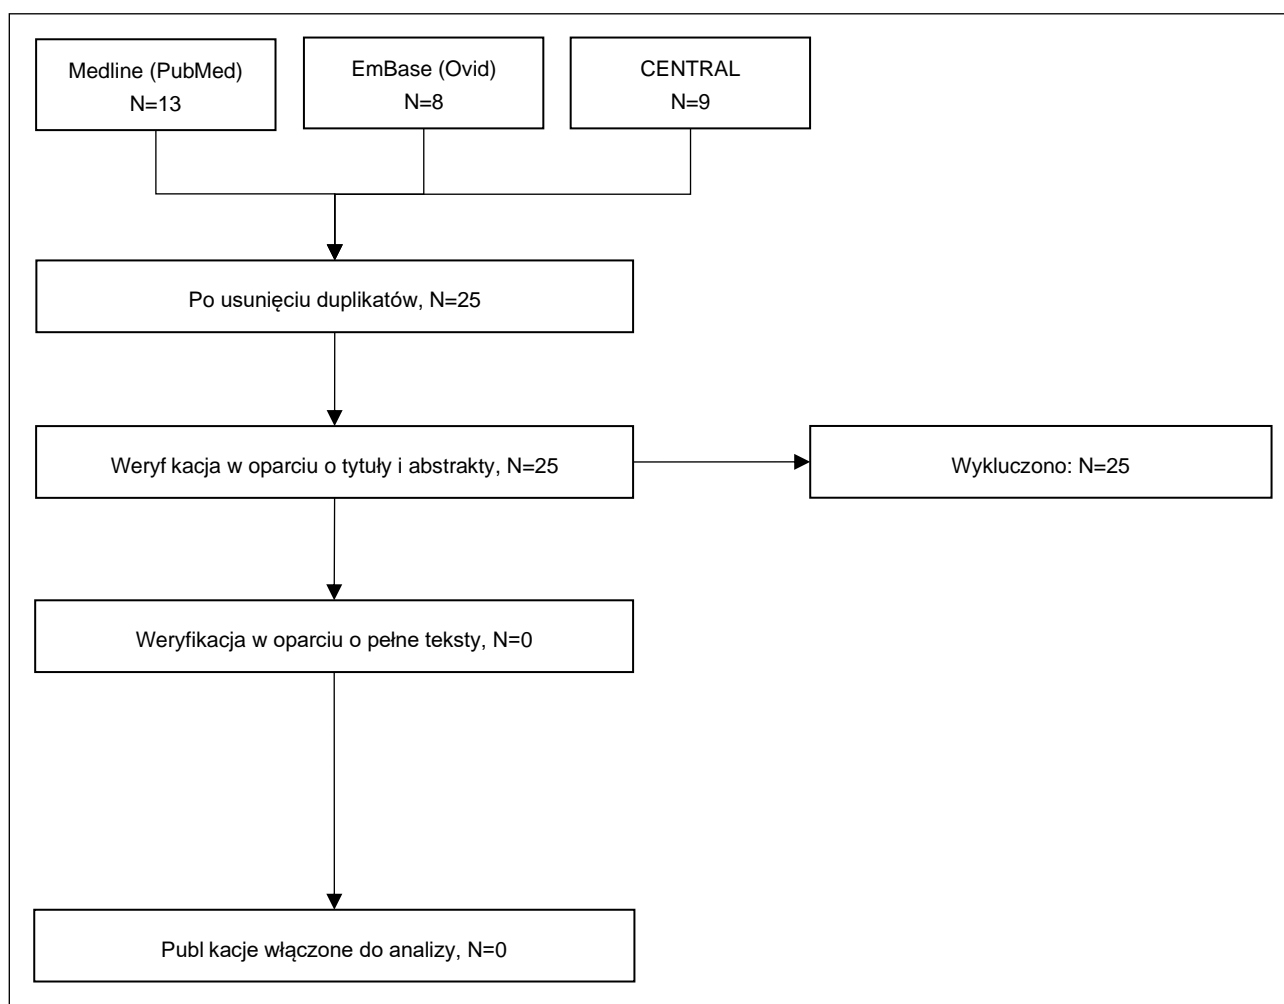 Medline (PubMed)
N=13
EmBase (Ovid)
N=8
CENTRAL
N=9
Po usunięciu duplikatów, N=25
Weryf kacja w oparciu o tytuły i abstrakty, N=25
Wykluczono: N=25
Weryfikacja w oparciu o pełne teksty, N=0
Publ kacje włączone do analizy, N=0